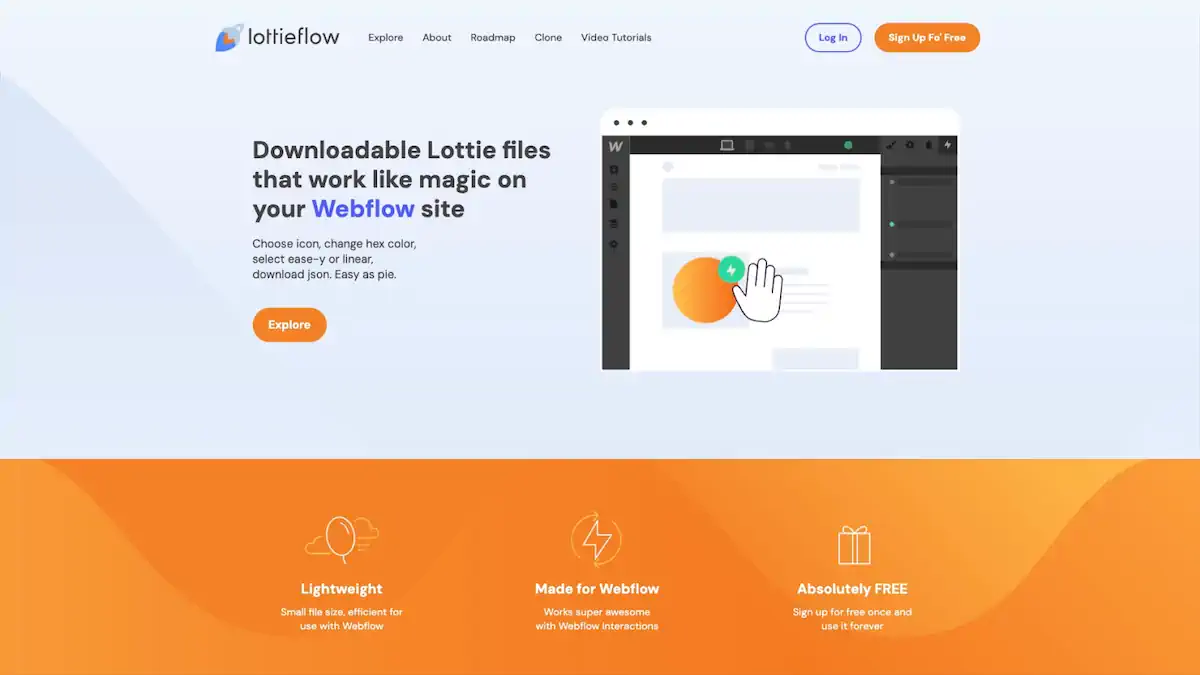 lottieflow
Explore
About
Roadmap
Clone
Video Tutorials
Log In
Sign Up Fo' Free
Downloadable Lottie files
that work like magic on
your Webflow site
Choose icon, change hex color,
select ease-y or linear,
download json. Easy as pie.
Explore
W
Lightweight
Small file size, efficient for
use with Webflow
Made for Webflow
Works super awesome
with Webflow Interactions
Absolutely FREE
Sign up for free once and
use it forever